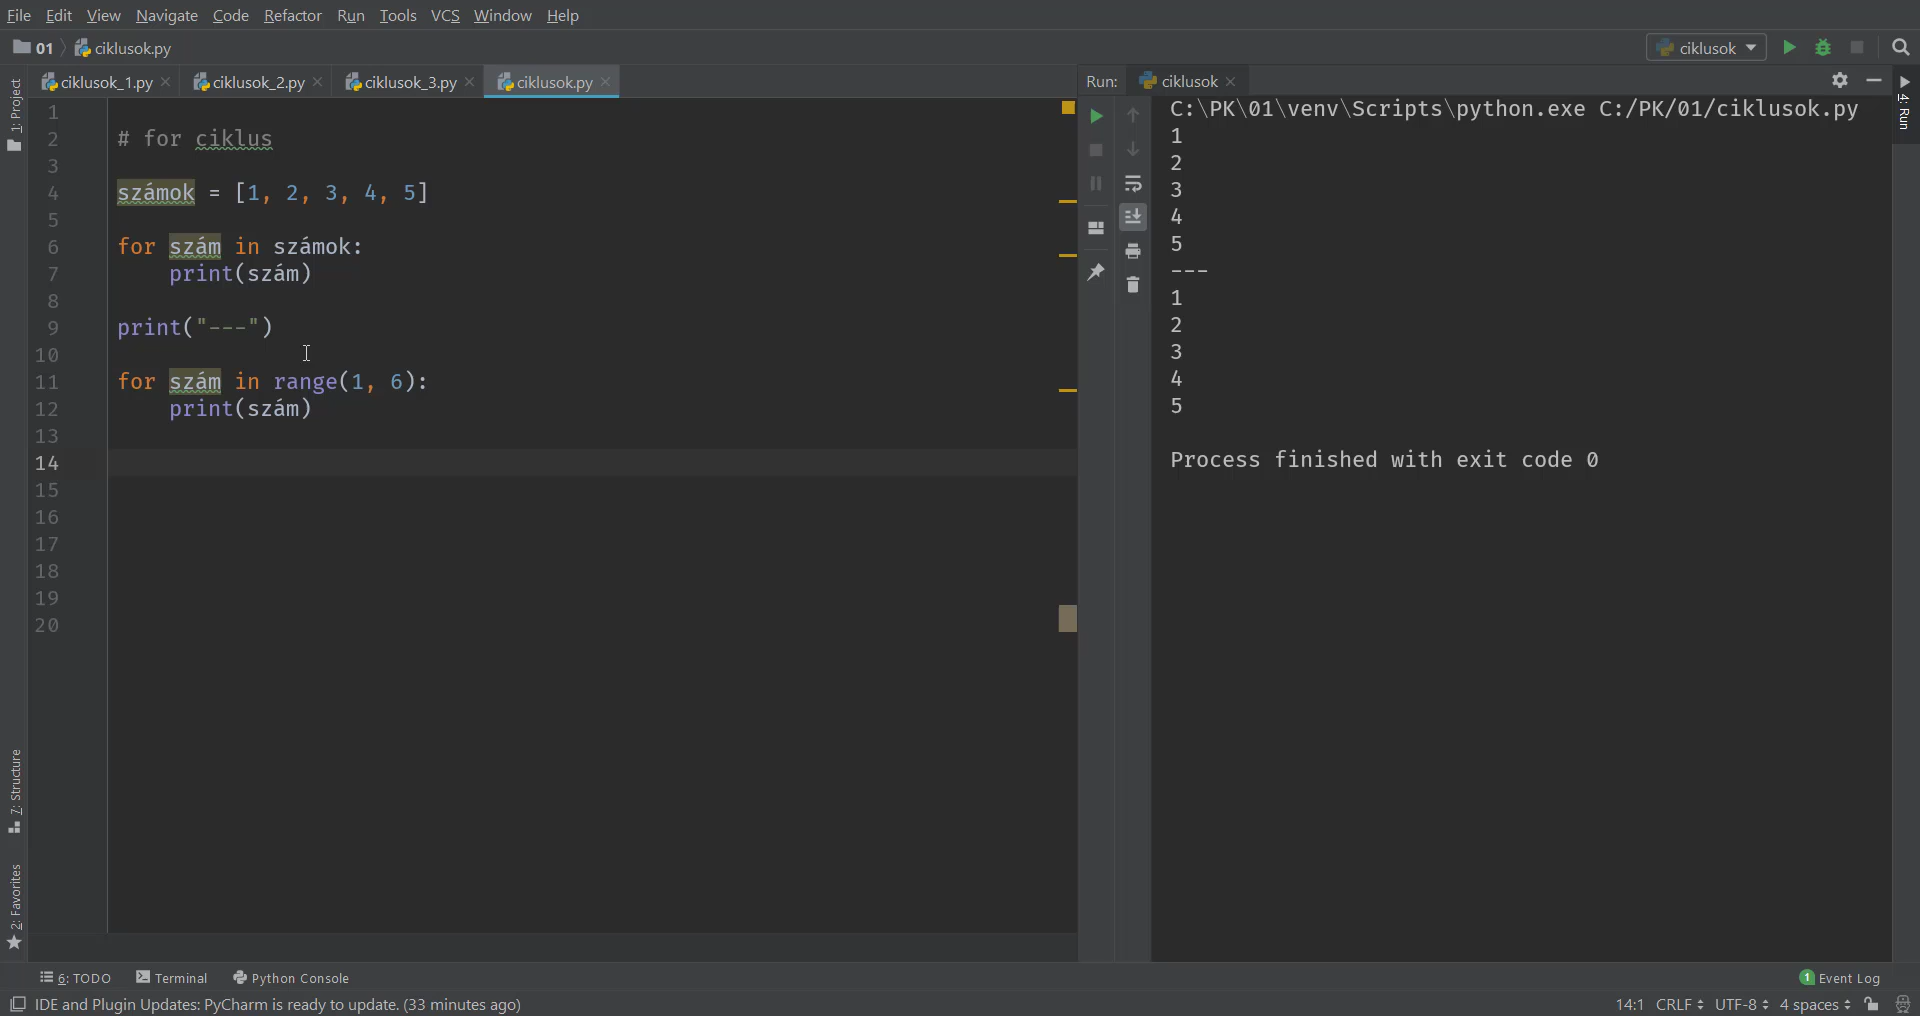 File Edit View Navigate Code Refactor Run Tools VCS Window Help
01 ciklusok.py
ciklusok
ciklusok_1.py ciklusok_2.py ciklusok_3.py ciklusok.py
Run: ciklusok
1: Project
7: Structure
2: Favorites
4: Run
1
2 # for ciklus
3
4 számok = [1, 2, 3, 4, 5]
5
6 for szám in számok:
7 print(szám)
8
9 print("---")
10
11 for szám in range(1, 6):
12 print(szám)
13
14
15
16
17
18
19
20
C:\PK\01\venv\Scripts\python.exe C:/PK/01/ciklusok.py
1
2
3
4
5
---
1
2
3
4
5
Process finished with exit code 0
6: TODO Terminal Python Console
1 Event Log
IDE and Plugin Updates: PyCharm is ready to update. (33 minutes ago)
14:1 CRLF UTF-8 4 spaces